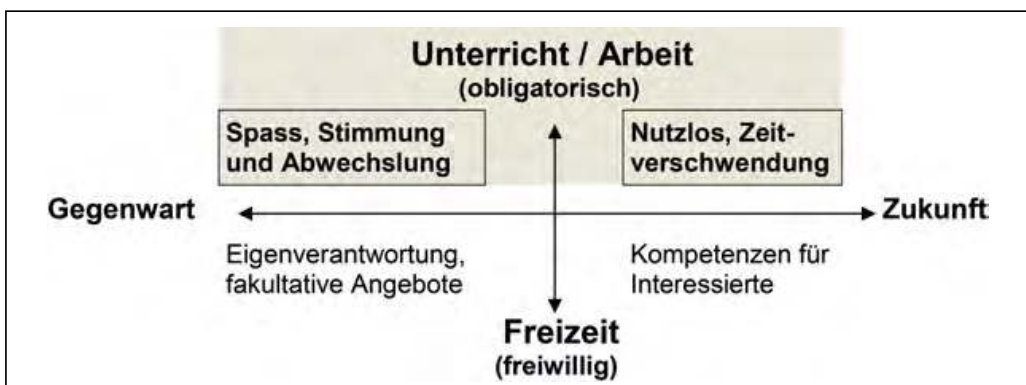 Unterricht / Arbeit
(obligatorisch)
Spass, Stimmung
und Abwechslung
Nutzlos, Zeit-
verschwendung
Gegenwart
Zukunft
Eigenverantwortung,
fakultative Angebote
Kompetenzen für
Interessierte
Freizeit
(freiwillig)